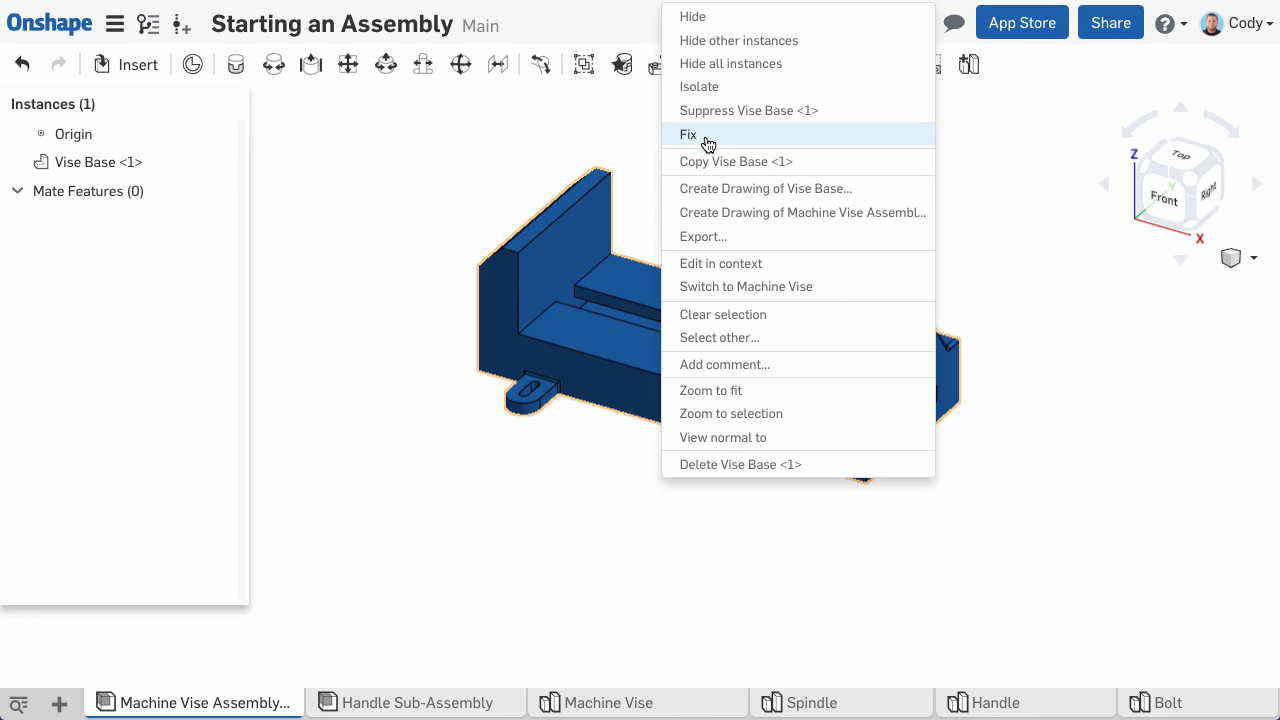 Onshape
Starting an Assembly Main
App Store
Share
Cody
Insert
Instances (1)
Origin
Vise Base <1>
Mate Features (0)
Hide
Hide other instances
Hide all instances
Isolate
Suppress Vise Base <1>
Fix
Copy Vise Base <1>
Create Drawing of Vise Base...
Create Drawing of Machine Vise Assembl...
Export...
Edit in context
Switch to Machine Vise
Clear selection
Select other...
Add comment...
Zoom to fit
Zoom to selection
View normal to
Delete Vise Base <1>
Top
Z
Y
Front
Right
X
Machine Vise Assembly...
Handle Sub-Assembly
Machine Vise
Spindle
Handle
Bolt